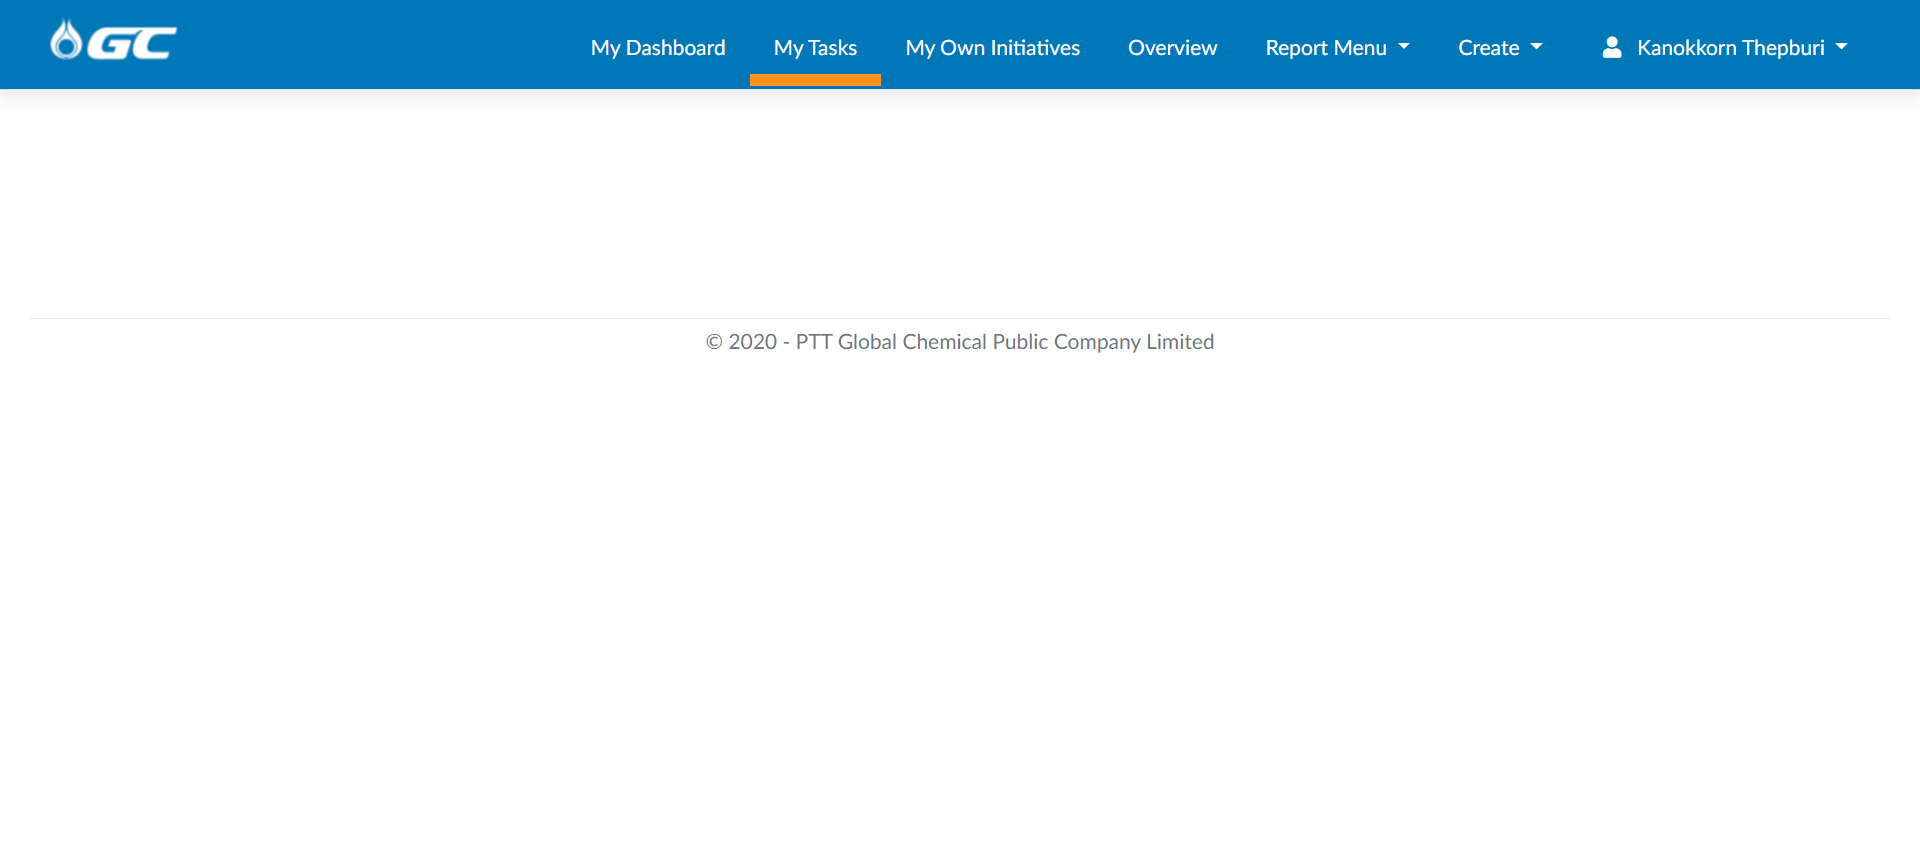 GC
My Dashboard My Tasks My Own Initiatives Overview Report Menu Create Kanokkorn Thepburi
© 2020 - PTT Global Chemical Public Company Limited